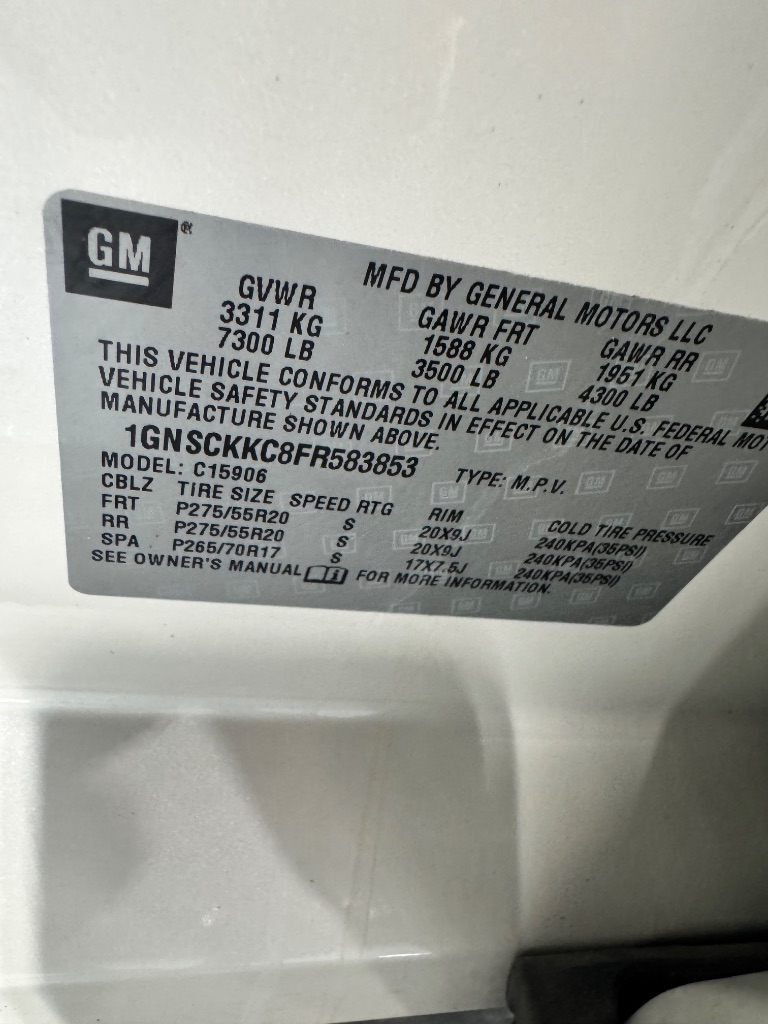 GM®
MFD BY GENERAL MOTORS LLC
GVWR GAWR FRT GAWR RR
3311 KG 1588 KG 1951 KG
7300 LB 3500 LB 4300 LB
THIS VEHICLE CONFORMS TO ALL APPLICABLE U.S. FEDERAL
VEHICLE SAFETY STANDARDS IN EFFECT ON THE DATE OF
MANUFACTURE SHOWN ABOVE.
1GNSCKKC8FR583853 TYPE: M.P.V.
MODEL: C15906
CBLZ TIRE SIZE SPEED RTG RIM COLD TIRE PRESSURE
FRT P275/55R20 S 20X9J 240KPA(35PSI)
RR P275/55R20 S 20X9J 240KPA(35PSI)
SPA P265/70R17 S 17X7.5J 240KPA(35PSI)
SEE OWNER'S MANUAL FOR MORE INFORMATION.